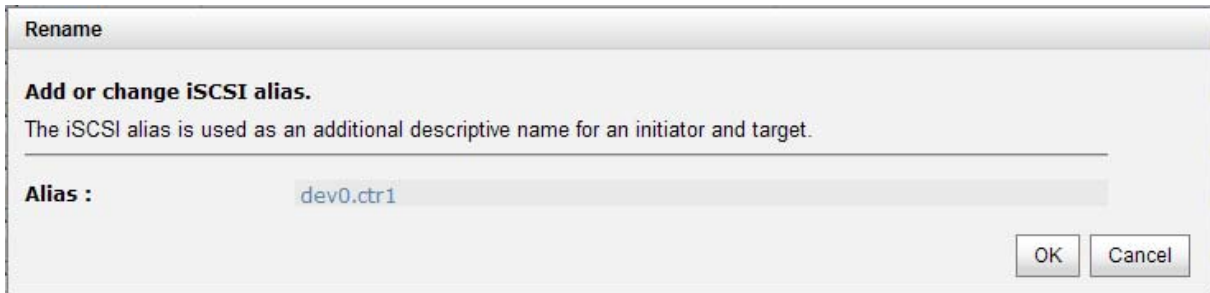 Rename
Add or change iSCSI alias.
The iSCSI alias is used as an additional descriptive name for an initiator and target.
Alias : dev0.ctr1
OK Cancel